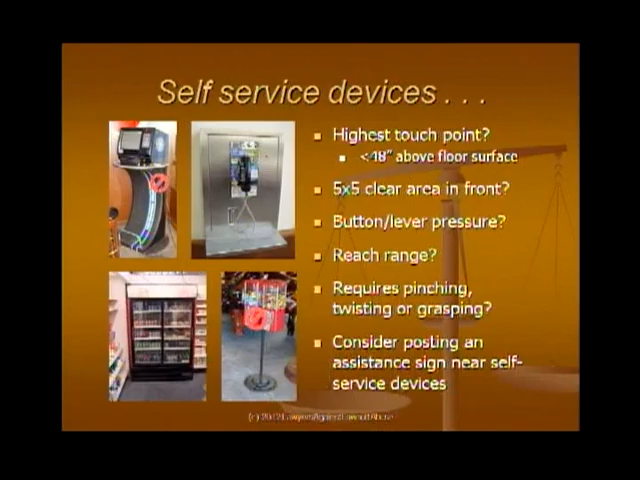 Self service devices . . .
Highest touch point?
<48" above floor surface
5x5 clear area in front?
Button/lever pressure?
Reach range?
Requires pinching,
twisting or grasping?
Consider posting an
assistance sign near self-
service devices